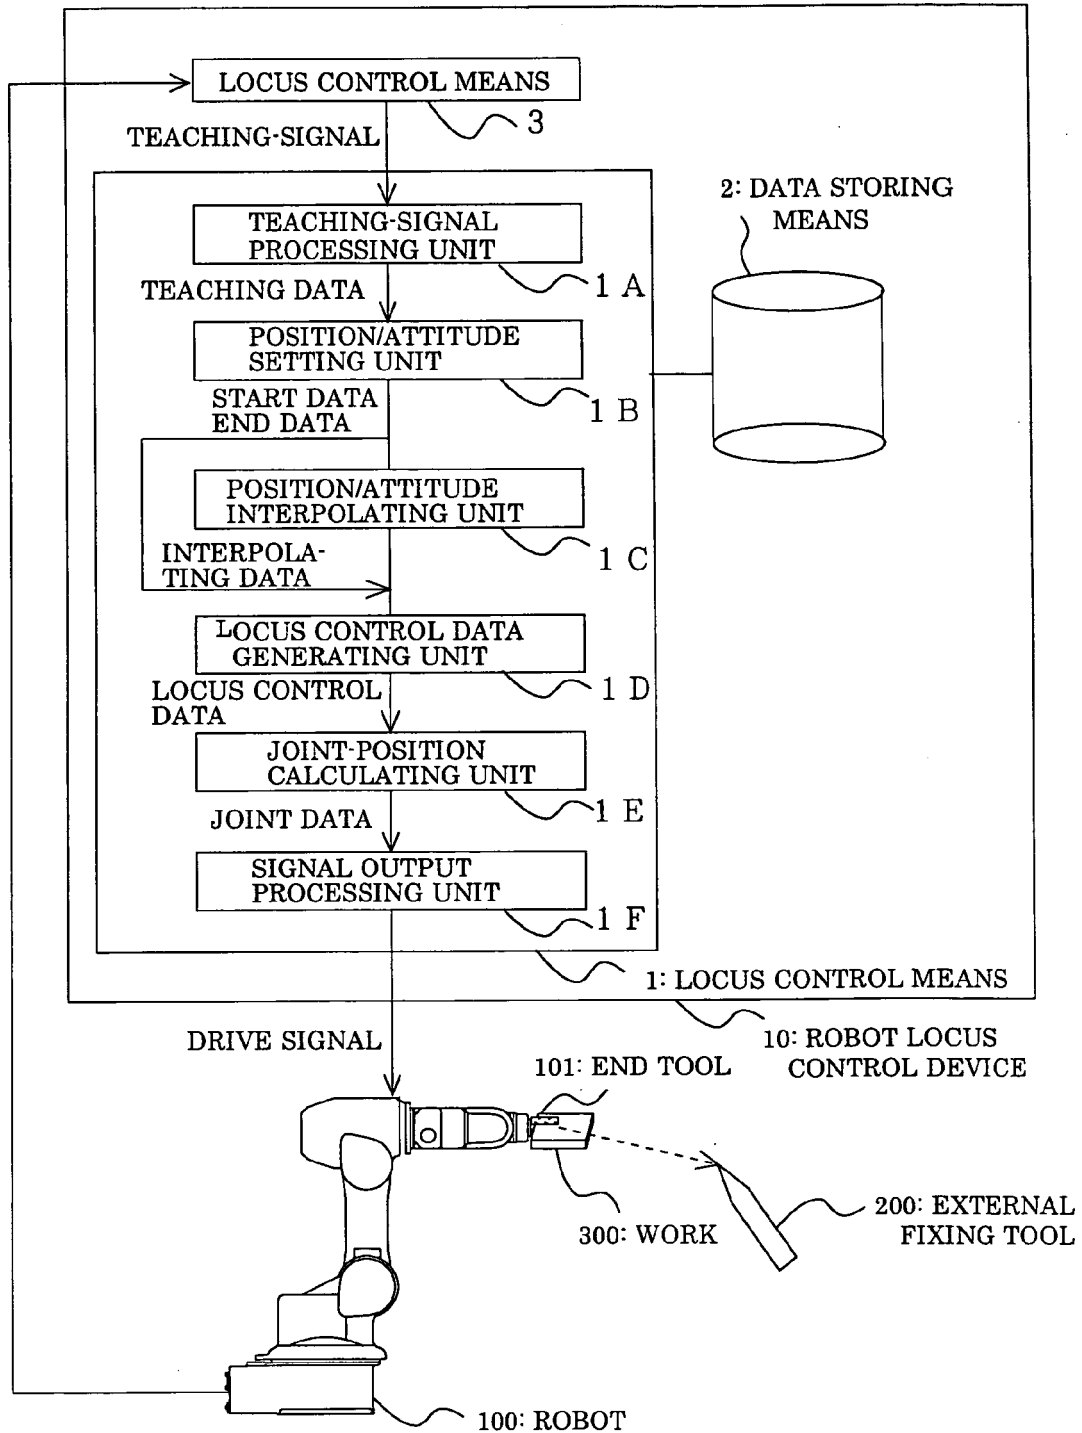 LOCUS CONTROL MEANS
3
TEACHING-SIGNAL
2: DATA STORING
MEANS
TEACHING-SIGNAL
PROCESSING UNIT
1 A
TEACHING DATA
POSITION/ATTITUDE
SETTING UNIT
1 B
START DATA
END DATA
POSITION/ATTITUDE
INTERPOLATING UNIT
1 C
INTERPOLA-
TING DATA
LOCUS CONTROL DATA
GENERATING UNIT
1 D
LOCUS CONTROL
DATA
JOINT-POSITION
CALCULATING UNIT
1 E
JOINT DATA
SIGNAL OUTPUT
PROCESSING UNIT
1 F
1: LOCUS CONTROL MEANS
10: ROBOT LOCUS
CONTROL DEVICE
DRIVE SIGNAL
101: END TOOL
200: EXTERNAL
FIXING TOOL
300: WORK
100: ROBOT